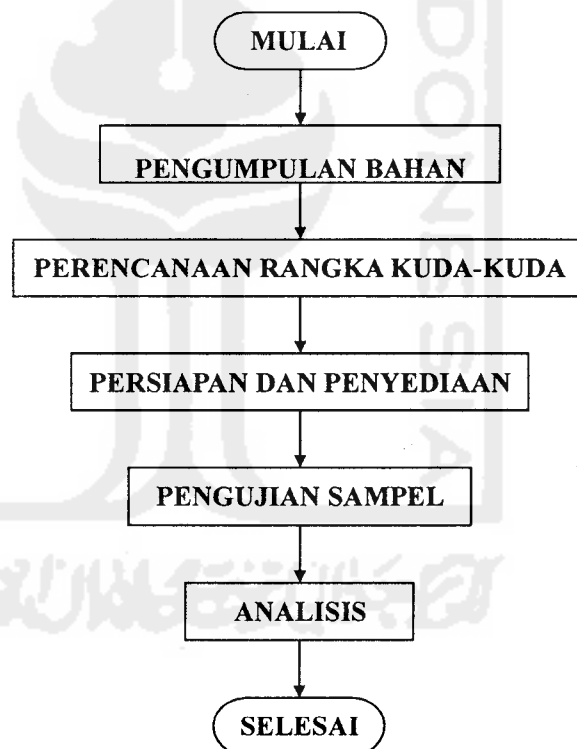 MULAI
PENGUMPULAN BAHAN
PERENCANAAN RANGKA KUDA-KUDA
PERSIAPAN DAN PENYEDIAAN
PENGUJIAN SAMPEL
ANALISIS
SELESAI